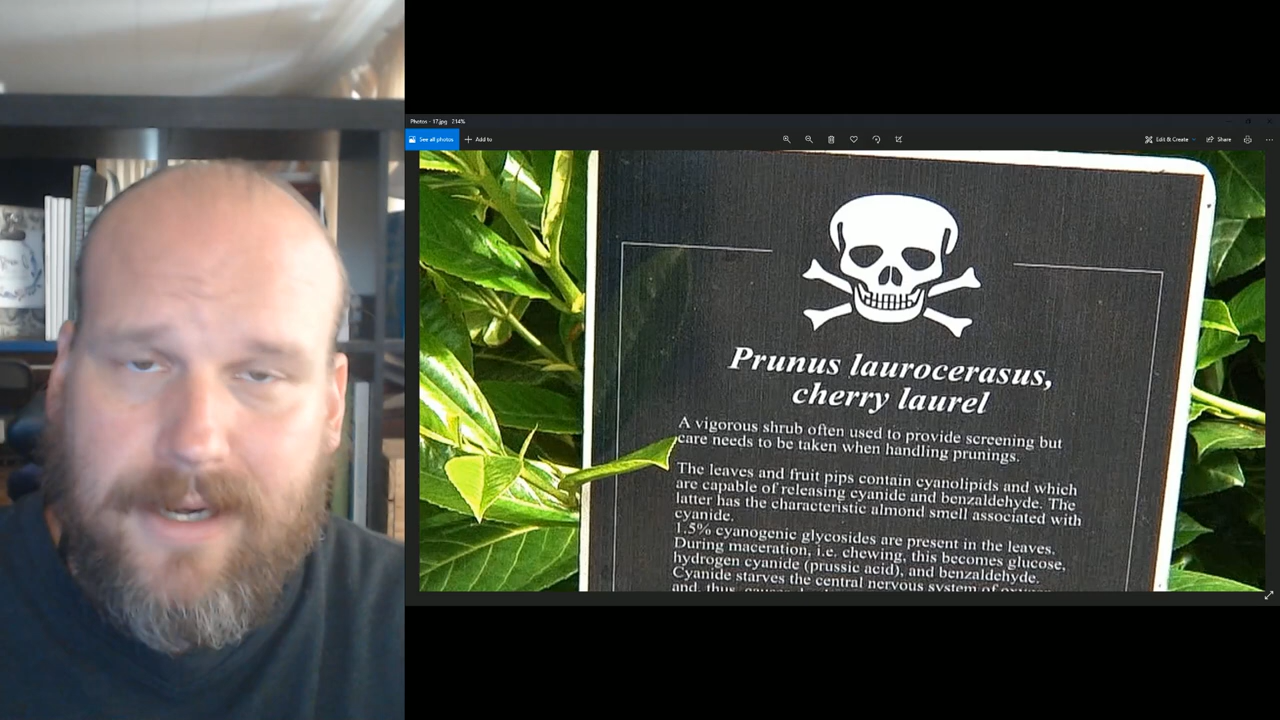 Photos - 17.jpg 214%
See all photos
Add to
Edit & Create
Share
Prunus laurocerasus,
cherry laurel
A vigorous shrub often used to provide screening but
care needs to be taken when handling prunings.
The leaves and fruit pips contain cyanolipids and which
are capable of releasing cyanide and benzaldehyde. The
latter has the characteristic almond smell associated with
cyanide.
1.5% cyanogenic glycosides are present in the leaves.
During maceration, i.e. chewing, this becomes glucose,
hydrogen cyanide (prussic acid), and benzaldehyde.
Cyanide starves the central nervous system of oxygen
and, thus, causes